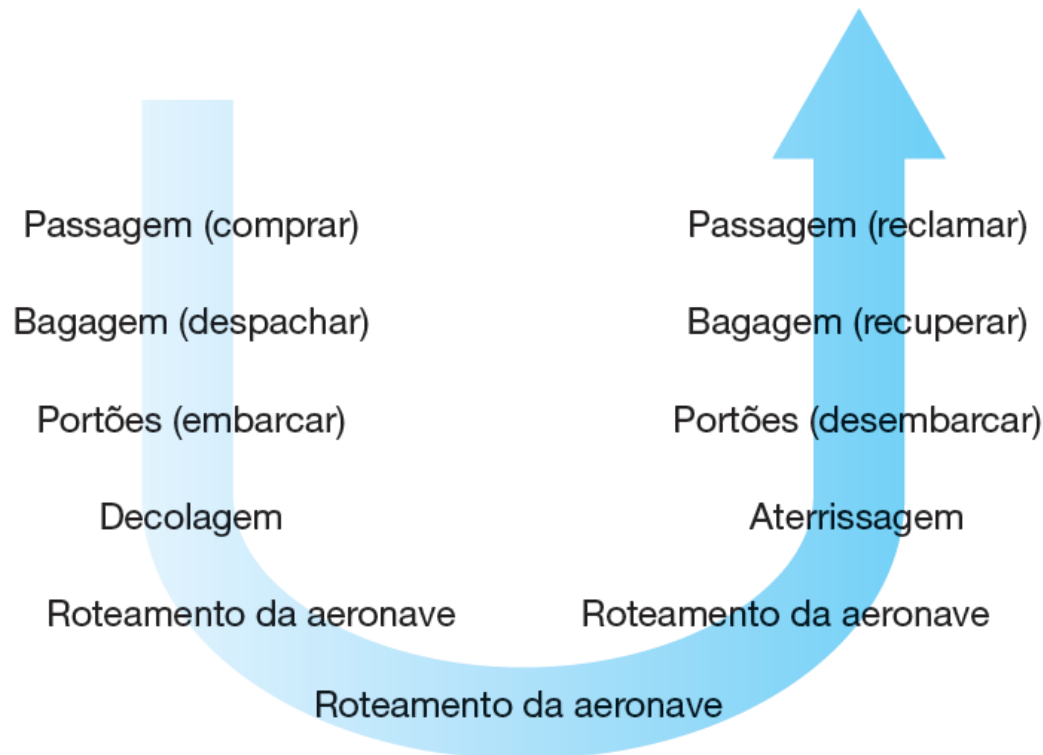 Passagem (comprar)
Bagagem (despachar)
Portões (embarcar)
Decolagem
Roteamento da aeronave
Roteamento da aeronave
Roteamento da aeronave
Aterrissagem
Portões (desembarcar)
Bagagem (recuperar)
Passagem (reclamar)